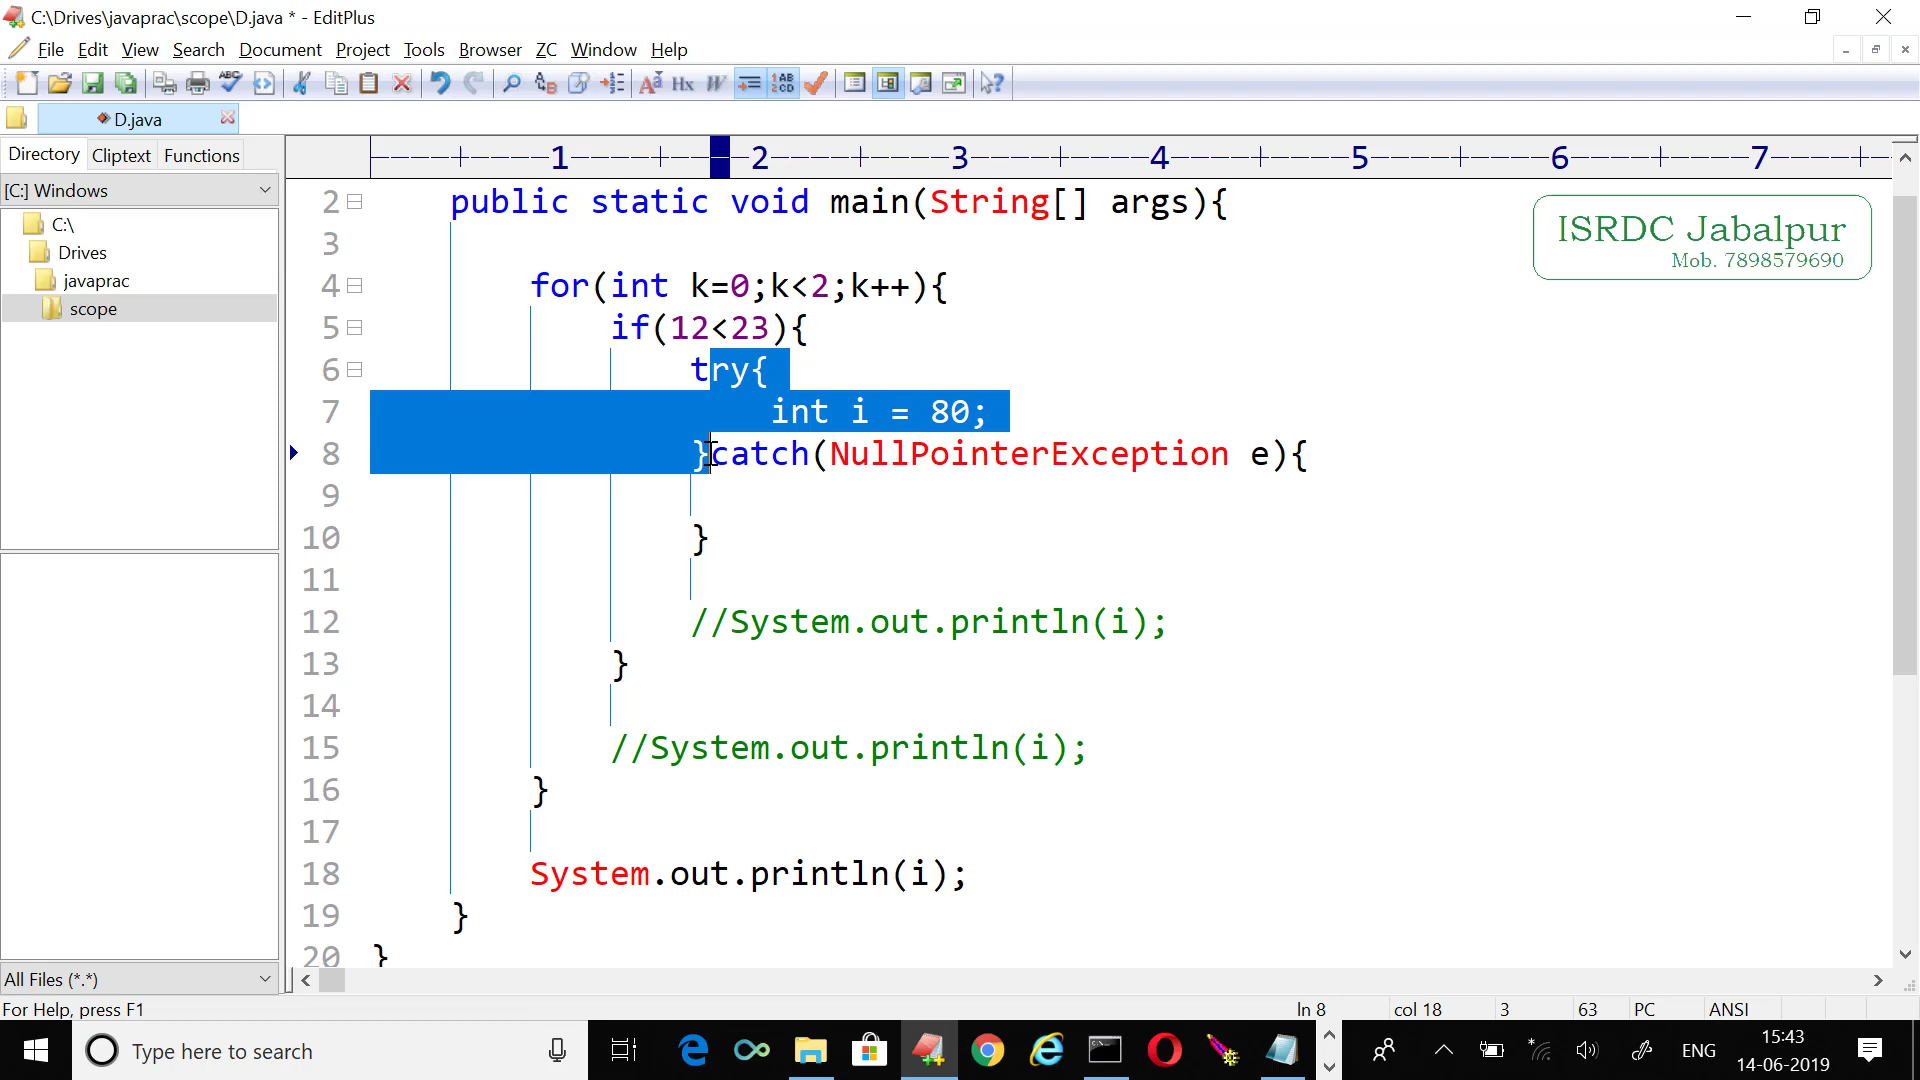 C:\Drives\javaprac\scope\D.java * - EditPlus
File Edit View Search Document Project Tools Browser ZC Window Help
D.java
Directory Cliptext Functions
[C:] Windows
C:\
Drives
javaprac
scope
1 2 3 4 5 6 7
ISRDC Jabalpur
Mob. 7898579690
2 public static void main(String[] args){
3
4 for(int k=0;k<2;k++){
5 if(12<23){
6 try{
7 int i = 80;
8 }catch(NullPointerException e){
9
10 }
11
12 //System.out.println(i);
13 }
14
15 //System.out.println(i);
16 }
17
18 System.out.println(i);
19 }
20 }
All Files (*.*)
For Help, press F1 ln 8 col 18 3 63 PC ANSI
Type here to search
ENG
15:43
14-06-2019